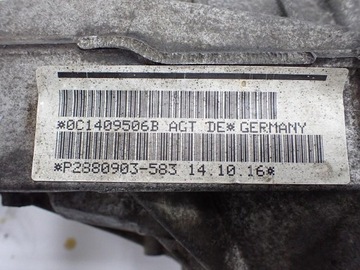 *0C1409506B AGT DE* GERMANY
*P2880903-583 14.10.16*